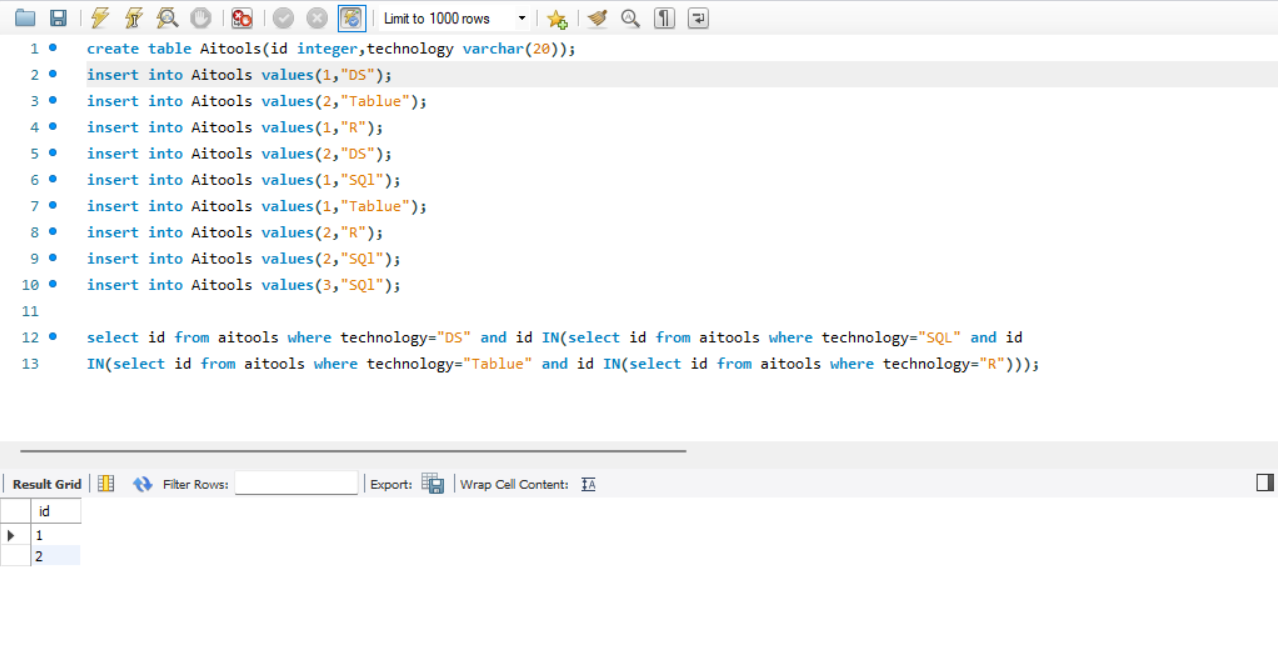 Limit to 1000 rows
1 create table Aitools(id integer,technology varchar(20));
2 insert into Aitools values(1,"DS");
3 insert into Aitools values(2,"Tablue");
4 insert into Aitools values(1,"R");
5 insert into Aitools values(2,"DS");
6 insert into Aitools values(1,"SQl");
7 insert into Aitools values(1,"Tablue");
8 insert into Aitools values(2,"R");
9 insert into Aitools values(2,"SQl");
10 insert into Aitools values(3,"SQl");
11
12 select id from aitools where technology="DS" and id IN(select id from aitools where technology="SQL" and id
13 IN(select id from aitools where technology="Tablue" and id IN(select id from aitools where technology="R")));
Result Grid Filter Rows: Export: Wrap Cell Content:
id
1
2